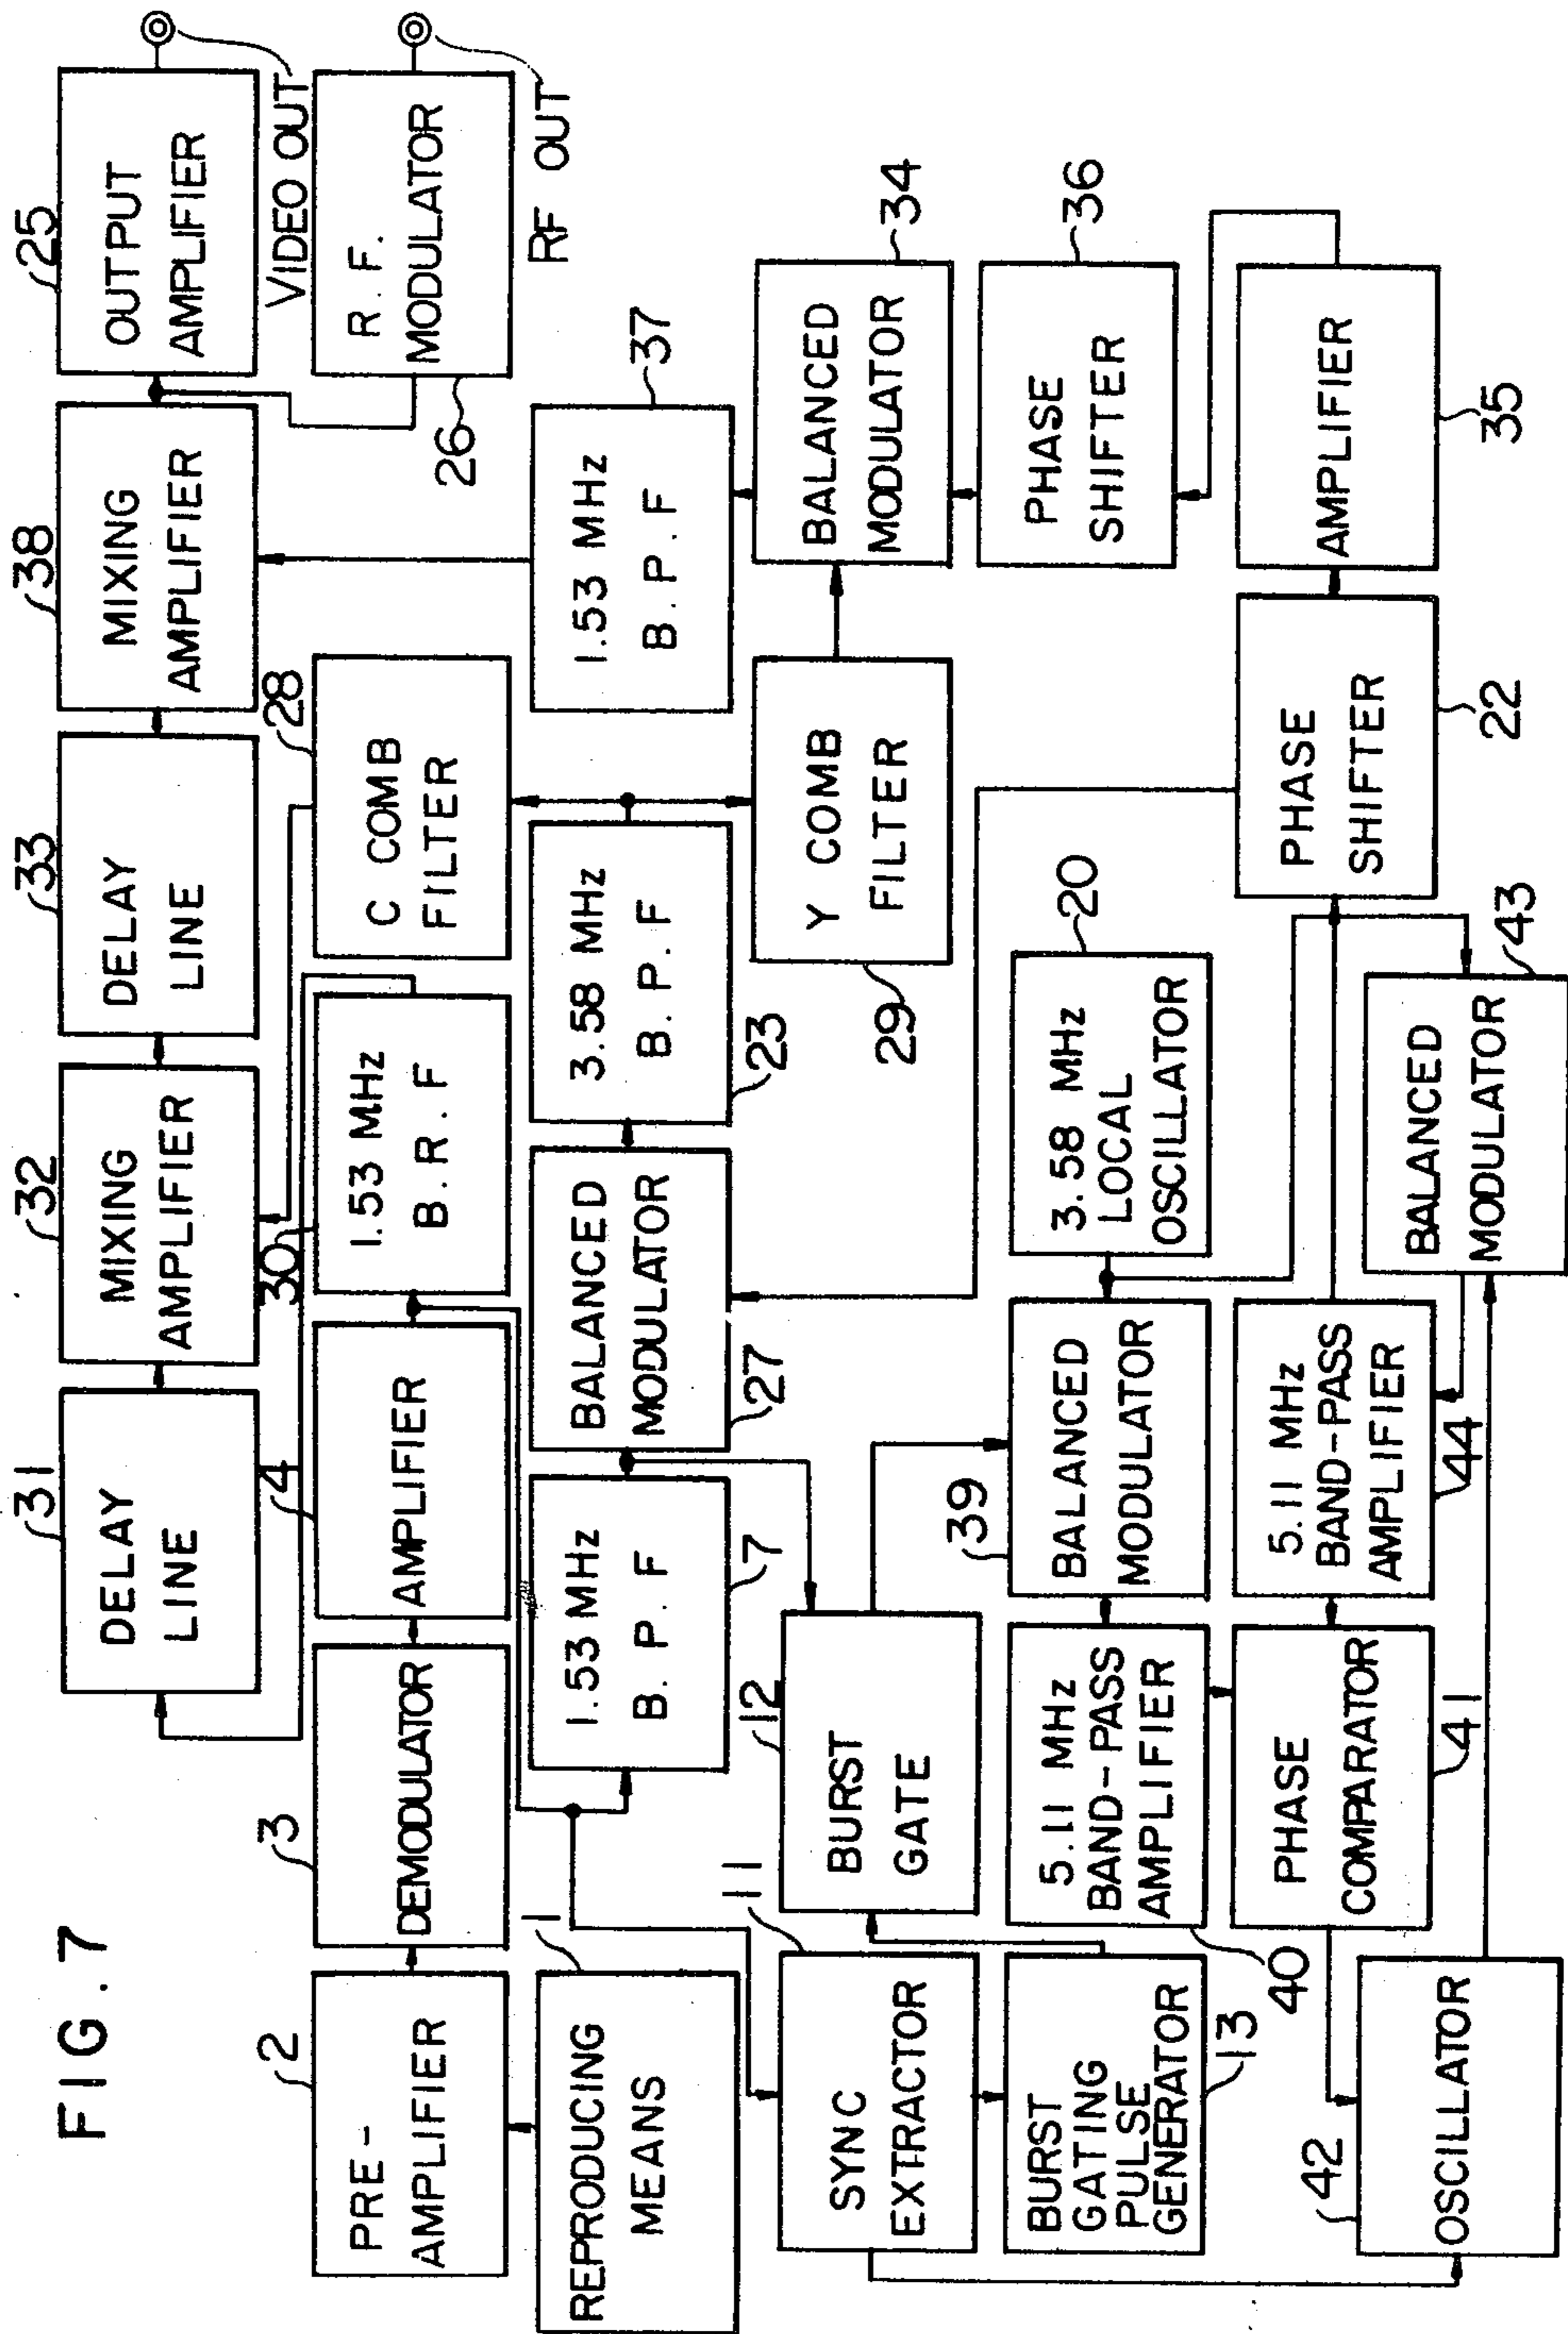 FIG. 7
31
DELAY
LINE
32
MIXING
AMPLIFIER
33
DELAY
LINE
38
MIXING
AMPLIFIER
25
OUTPUT
AMPLIFIER
VIDEO OUT
2
PRE-
AMPLIFIER
3
DEMODULATOR
4
AMPLIFIER
30
1.53 MHz
B. R. F
28
C COMB
FILTER
R. F.
MODULATOR
26
RF OUT
1
REPRODUCING
MEANS
1.53 MHz
B. P. F
7
BALANCED
MODULATOR
27
3.58 MHz
B. P. F
23
1.53 MHz
B. P. F
37
11
SYNC
EXTRACTOR
12
BURST
GATE
Y COMB
FILTER
29
BALANCED
MODULATOR
34
BURST
GATING
PULSE
GENERATOR
13
5.11 MHz
BAND-PASS
AMPLIFIER
40
39
BALANCED
MODULATOR
3.58 MHz
LOCAL
OSCILLATOR
20
PHASE
SHIFTER
36
PHASE
COMPARATOR
41
5.11 MHz
BAND-PASS
AMPLIFIER
44
PHASE
SHIFTER
22
AMPLIFIER
35
42
OSCILLATOR
BALANCED
MODULATOR
43